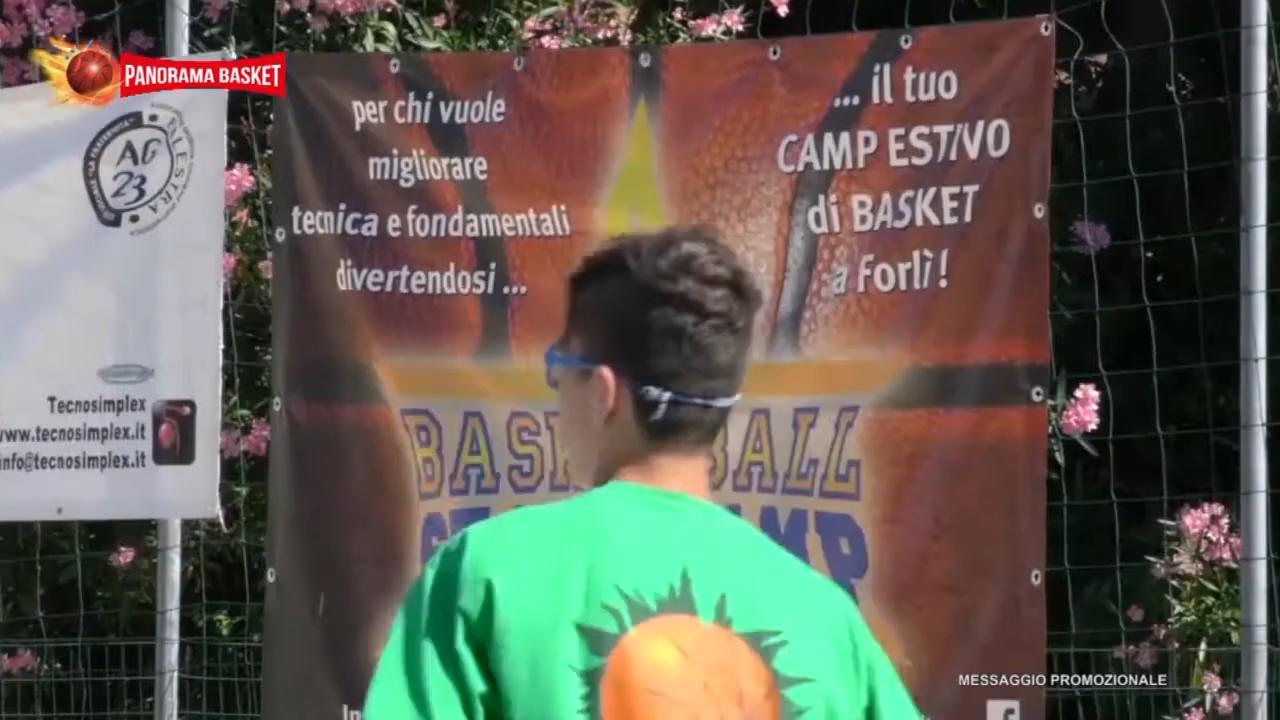 PANORAMA BASKET
per chi vuole
migliorare
tecnica e fondamentali
divertendosi ...
... il tuo
CAMP ESTIVO
di BASKET
a Forlì!
AG
23
PALESTRA
Tecnosimplex
www.tecnosimplex.it
info@tecnosimplex.it
MESSAGGIO PROMOZIONALE